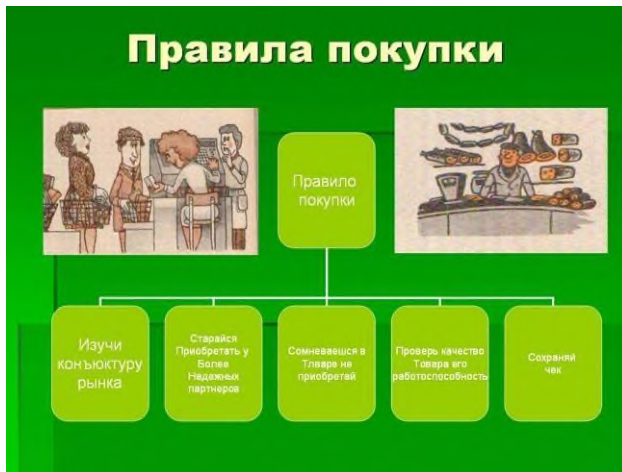 Правила покупки
Правило
покупки
Изучи
конъюктуру
рынка
Старайся
Приобретать у
Более
Надежных
партнеров
Сомневаешся в
Товаре не
приобретай
Проверь качество
Товара его
работоспособность
Сохраняй
чек